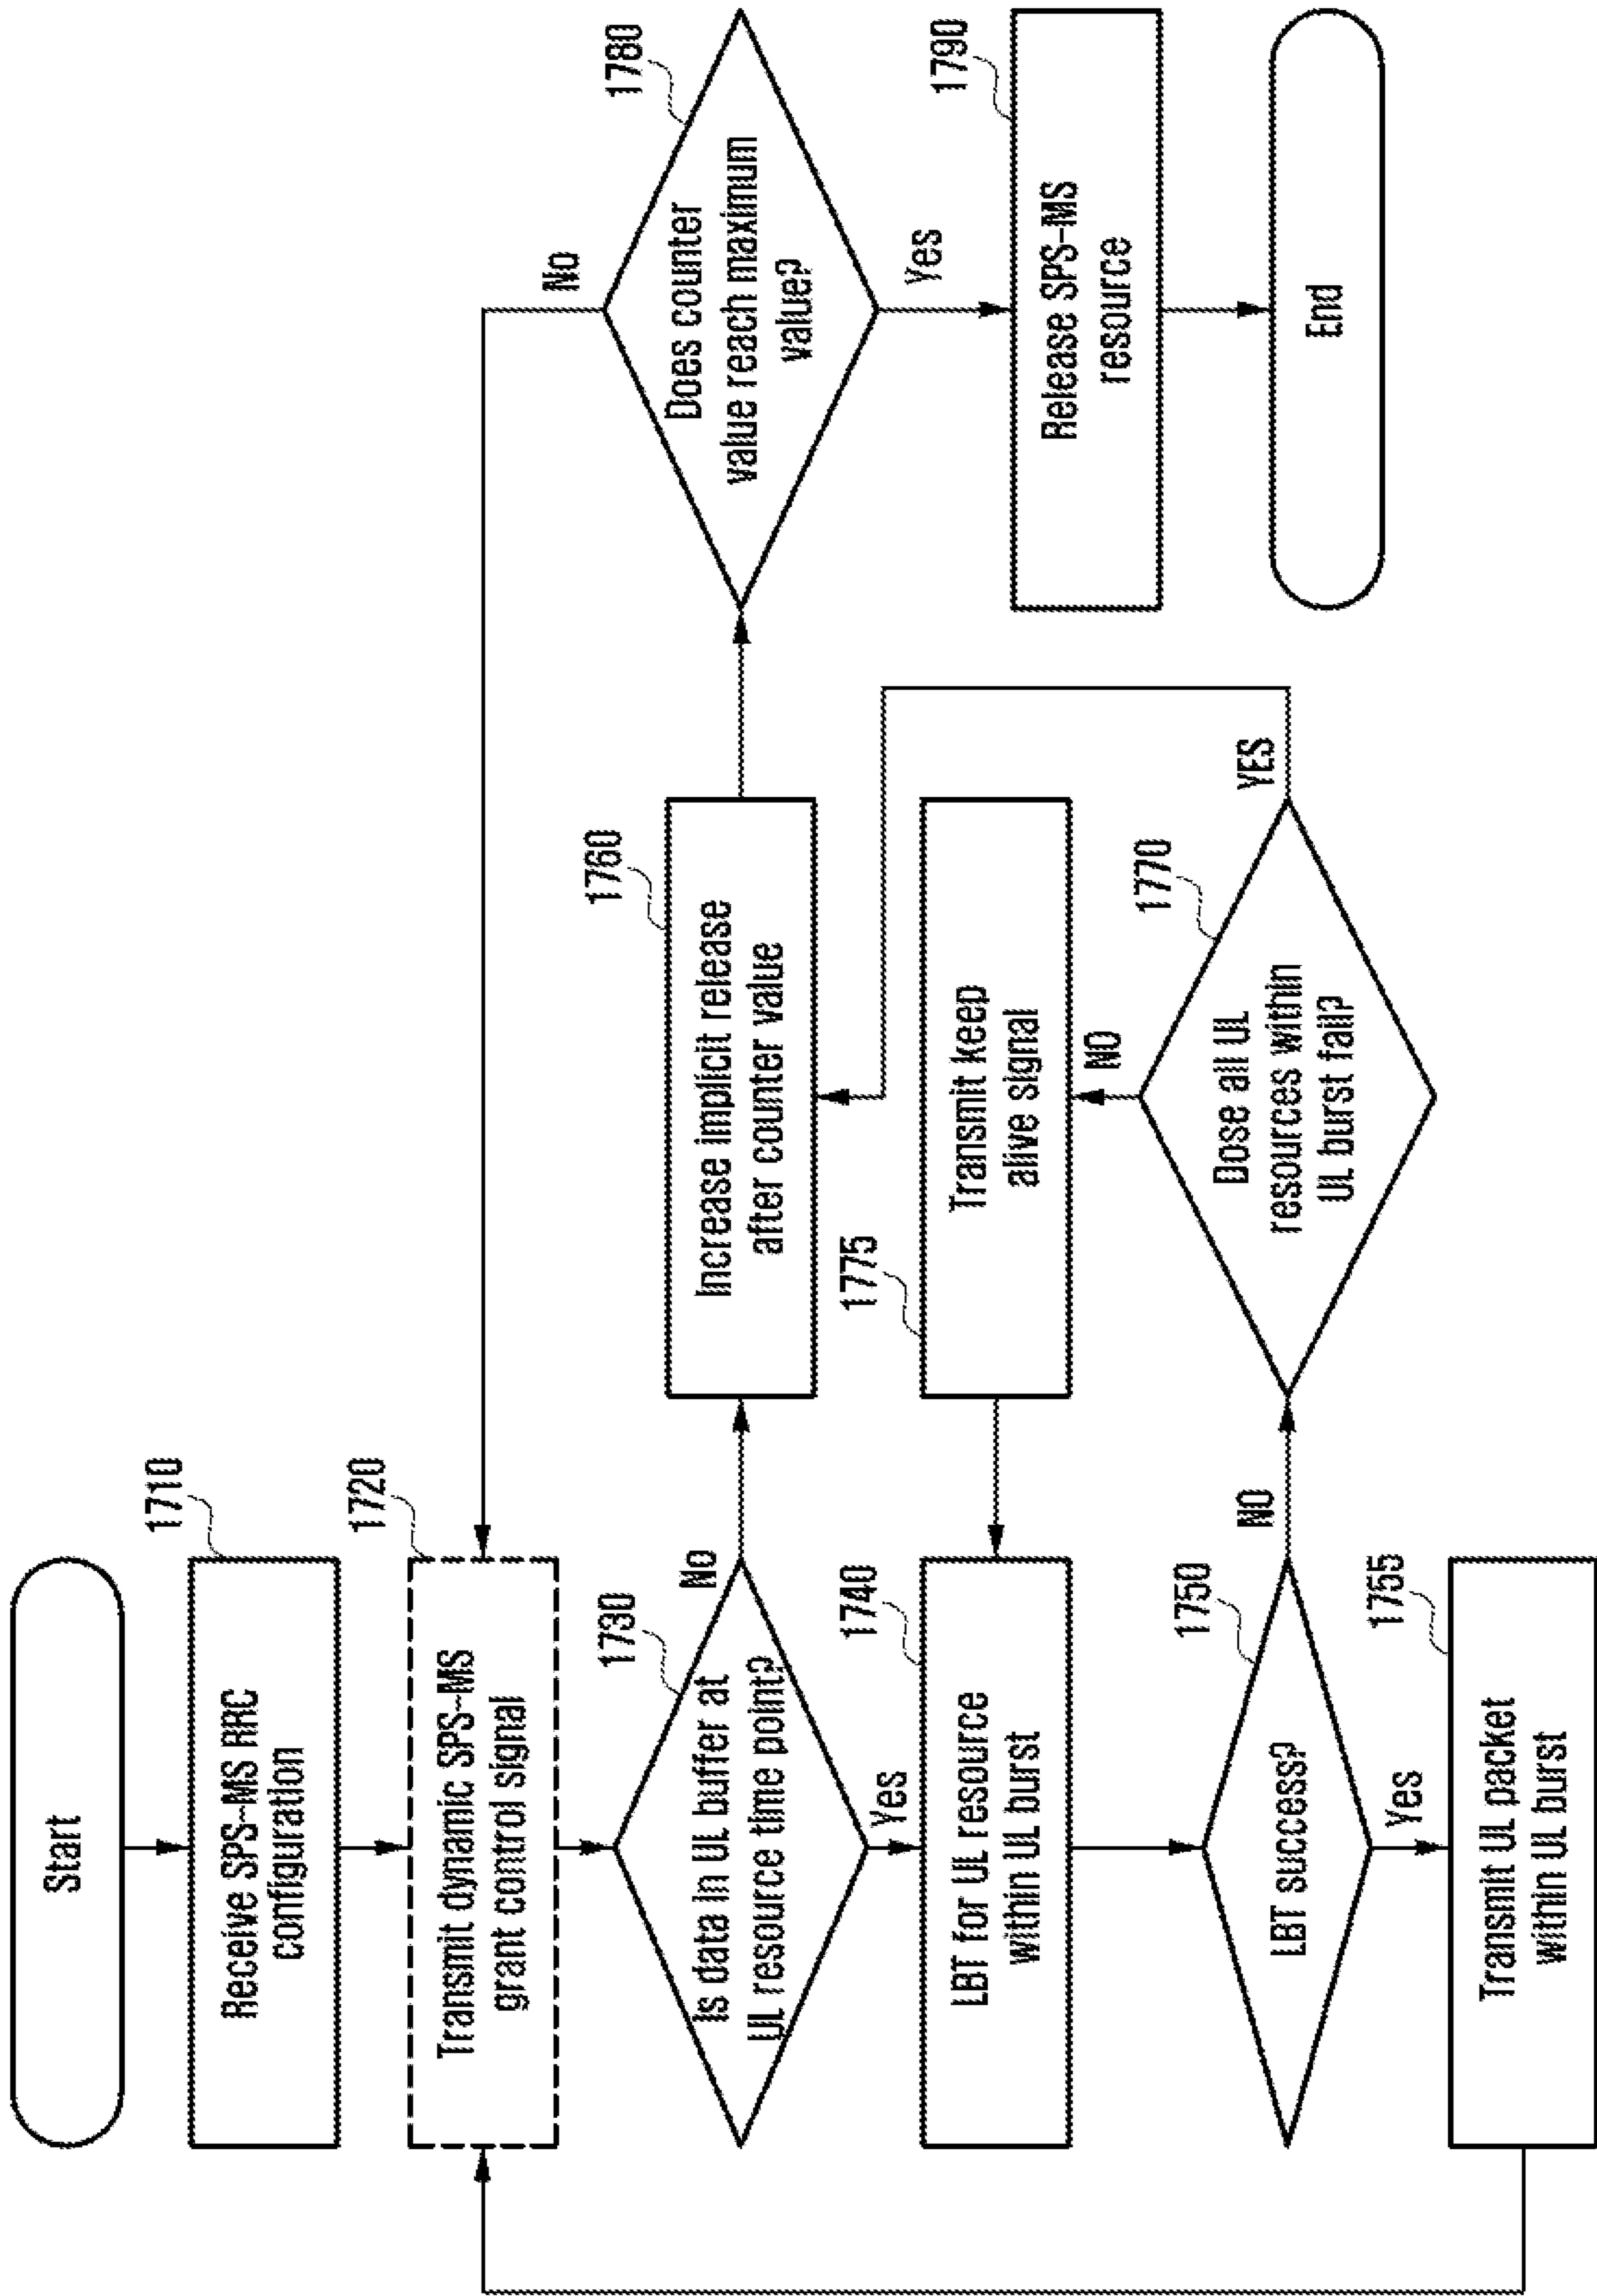 Start
1710
Receive SPS-MS RRC
configuration
1720
Transmit dynamic SPS-MS
grant control signal
1730
Is data in UL buffer at
UL resource time point?
No
Yes
1740
LBT for UL resource
within UL burst
1750
LBT success?
NO
Yes
1755
Transmit UL packet
within UL burst
1760
Increase implicit release
after counter value
1775
Transmit keep
alive signal
NO
1770
Dose all UL
resources within
UL burst fail?
YES
1780
Does counter
value reach maximum
value?
No
Yes
1790
Release SPS-MS
resource
End